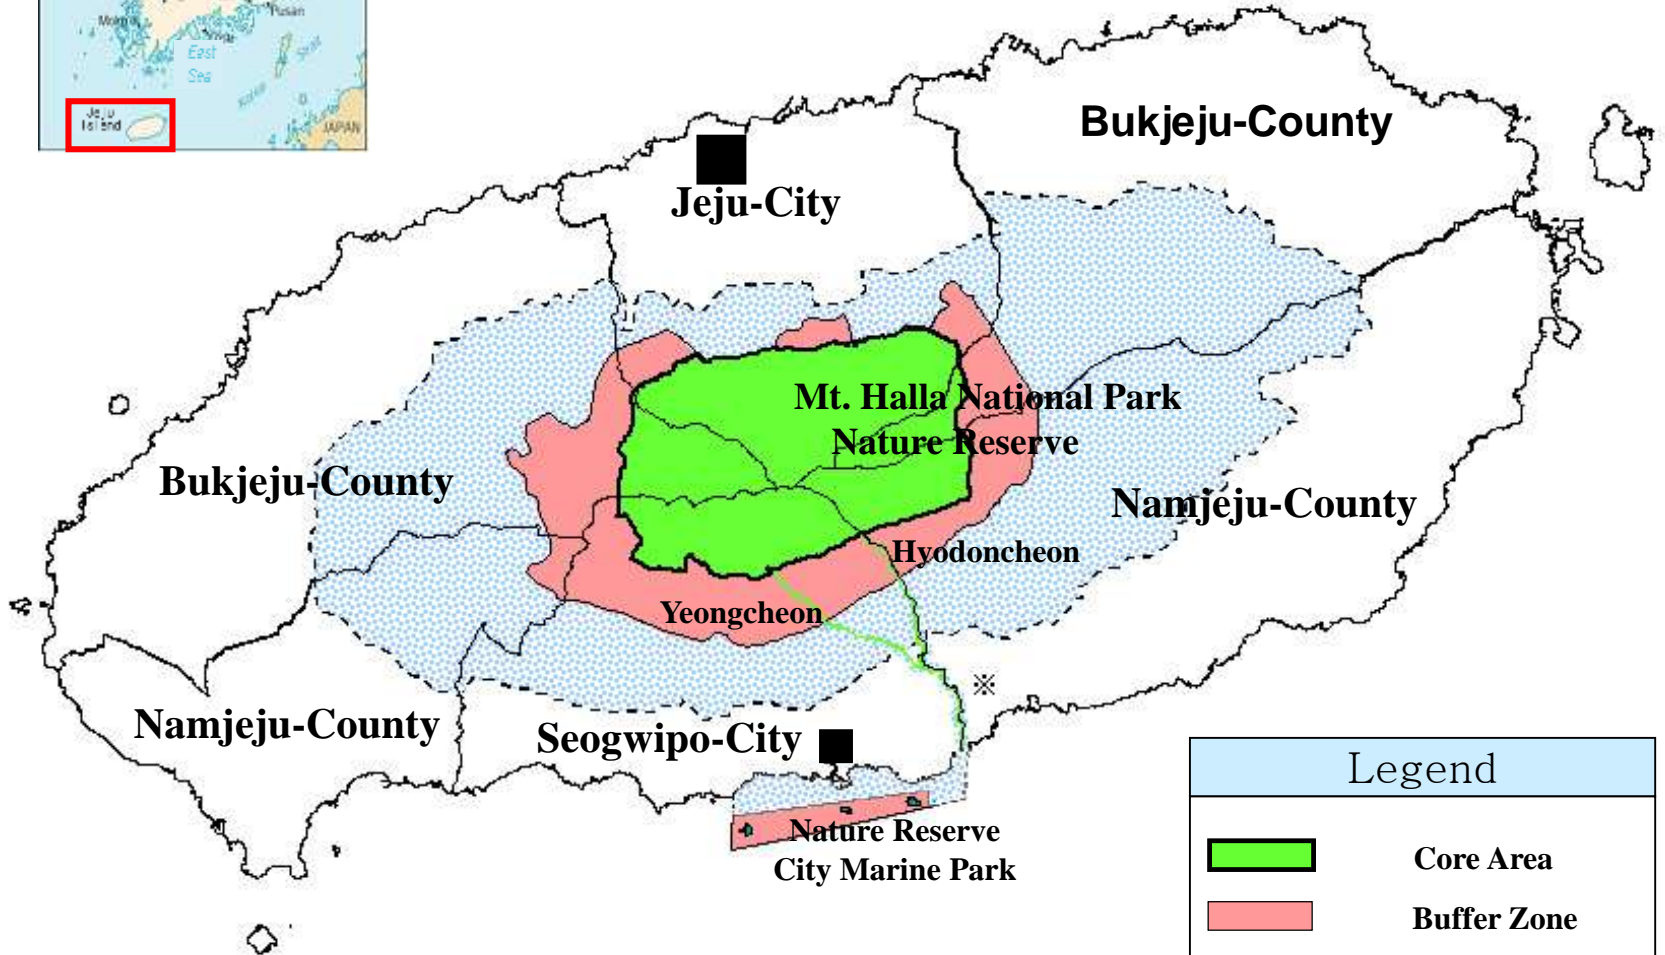 Pusan
East
Sea
Jeju
Island
JAPAN
Bukjeju-County
Jeju-City
Mt. Halla National Park
Nature Reserve
Bukjeju-County
Namjeju-County
Hyodoncheon
Yeongcheon
※
Namjeju-County
Seogwipo-City
Nature Reserve
City Marine Park
Legend
Core Area
Buffer Zone